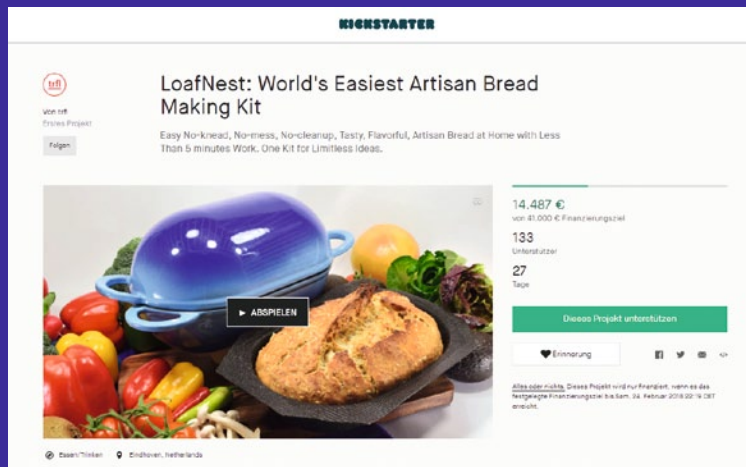 KICKSTARTER
trfl
Von trfl
Erstes Projekt
Folgen
LoafNest: World's Easiest Artisan Bread
Making Kit
Easy No-knead, No-mess, No-cleanup, Tasty, Flavorful, Artisan Bread at Home with Less
Than 5 minutes Work. One Kit for Limitless Ideas.
ABSPIELEN
14.487 €
von 41.000 € Finanzierungsziel
133
Unterstützer
27
Tage
Dieses Projekt unterstützen
Erinnerung
Alles oder nichts. Dieses Projekt wird nur finanziert, wenn es das
festgelegte Finanzierungsziel bis Sam, 24. Februar 2018 22:19 CET
erreicht.
Essen/Trinken
Eindhoven, Netherlands